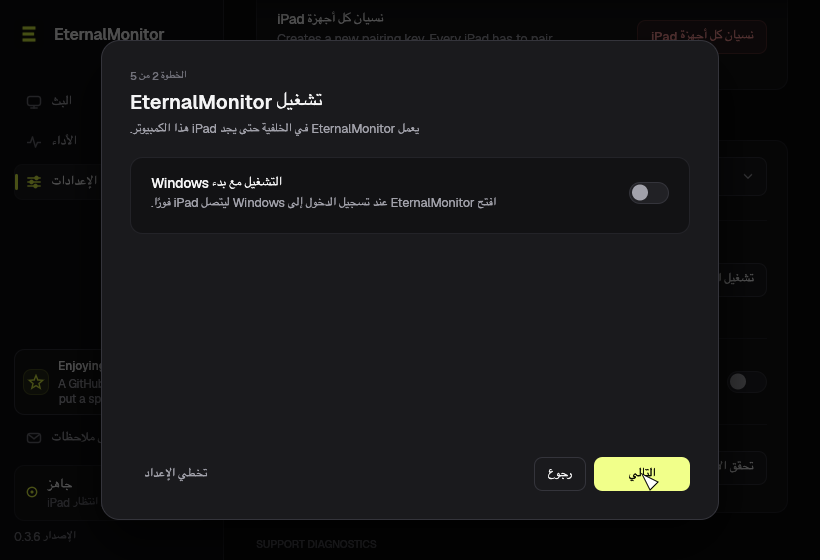 EternalMonitor
البث
الأداء
الإعدادات
Enjoying
A GitHub
put a sp
ملاحظات
جاهز
انتظار iPad
الإصدار 0.3.6
نسيان كل أجهزة iPad
Creates a new pairing key. Every iPad has to pair
نسيان كل أجهزة iPad
الخطوة 2 من 5
تشغيل EternalMonitor
يعمل EternalMonitor في الخلفية حتى يجد iPad هذا الكمبيوتر.
التشغيل مع بدء Windows
افتح EternalMonitor عند تسجيل الدخول إلى Windows ليتصل iPad فورًا.
تخطي الإعداد
رجوع
التالي
تشغيل
تحقق
SUPPORT DIAGNOSTICS